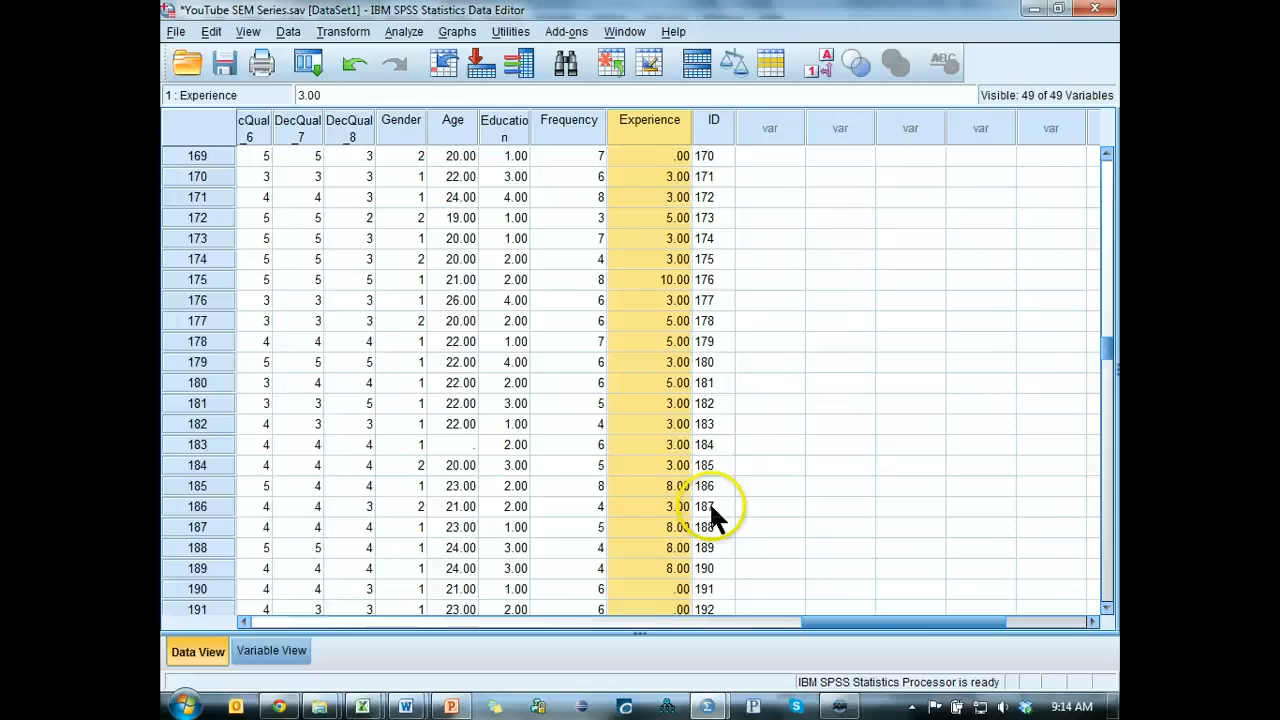 *YouTube SEM Series.sav [DataSet1] - IBM SPSS Statistics Data Editor
File Edit View Data Transform Analyze Graphs Utilities Add-ons Window Help
1 : Experience 3.00 Visible: 49 of 49 Variables
cQual_6 DecQual_7 DecQual_8 Gender Age Education Frequency Experience ID var var var var var
169 5 5 3 2 20.00 1.00 7 .00 170
170 3 3 3 1 22.00 3.00 6 3.00 171
171 4 4 3 1 24.00 4.00 8 3.00 172
172 5 5 2 2 19.00 1.00 3 5.00 173
173 5 5 3 1 20.00 1.00 7 3.00 174
174 5 5 3 2 20.00 2.00 4 3.00 175
175 5 5 5 1 21.00 2.00 8 10.00 176
176 3 3 3 1 26.00 4.00 6 3.00 177
177 3 3 3 2 20.00 2.00 6 5.00 178
178 4 4 4 1 22.00 1.00 7 5.00 179
179 5 5 5 1 22.00 4.00 6 3.00 180
180 3 4 4 1 22.00 2.00 6 5.00 181
181 3 3 5 1 22.00 3.00 5 3.00 182
182 4 3 3 1 22.00 1.00 4 3.00 183
183 4 4 4 1 . 2.00 6 3.00 184
184 4 4 4 2 20.00 3.00 5 3.00 185
185 5 4 4 1 23.00 2.00 8 8.00 186
186 4 4 3 2 21.00 2.00 4 3.00 187
187 4 4 4 1 23.00 1.00 5 8.00 188
188 5 5 4 1 24.00 3.00 4 8.00 189
189 4 4 4 1 24.00 3.00 4 8.00 190
190 4 4 3 1 21.00 1.00 6 .00 191
191 4 3 3 1 23.00 2.00 6 .00 192
Data View Variable View
IBM SPSS Statistics Processor is ready
9:14 AM